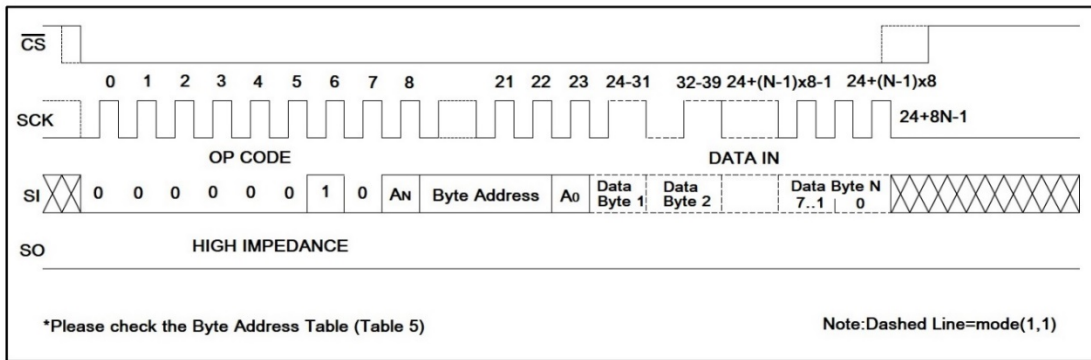 CS
0 1 2 3 4 5 6 7 8 21 22 23 24-31 32-39 24+(N-1)x8-1 24+(N-1)x8
SCK 24+8N-1
OP CODE DATA IN
SI 0 0 0 0 0 0 1 0 AN Byte Address A0 Data Byte 1 Data Byte 2 Data Byte N 7..1 0
HIGH IMPEDANCE
SO
*Please check the Byte Address Table (Table 5) Note:Dashed Line=mode(1,1)